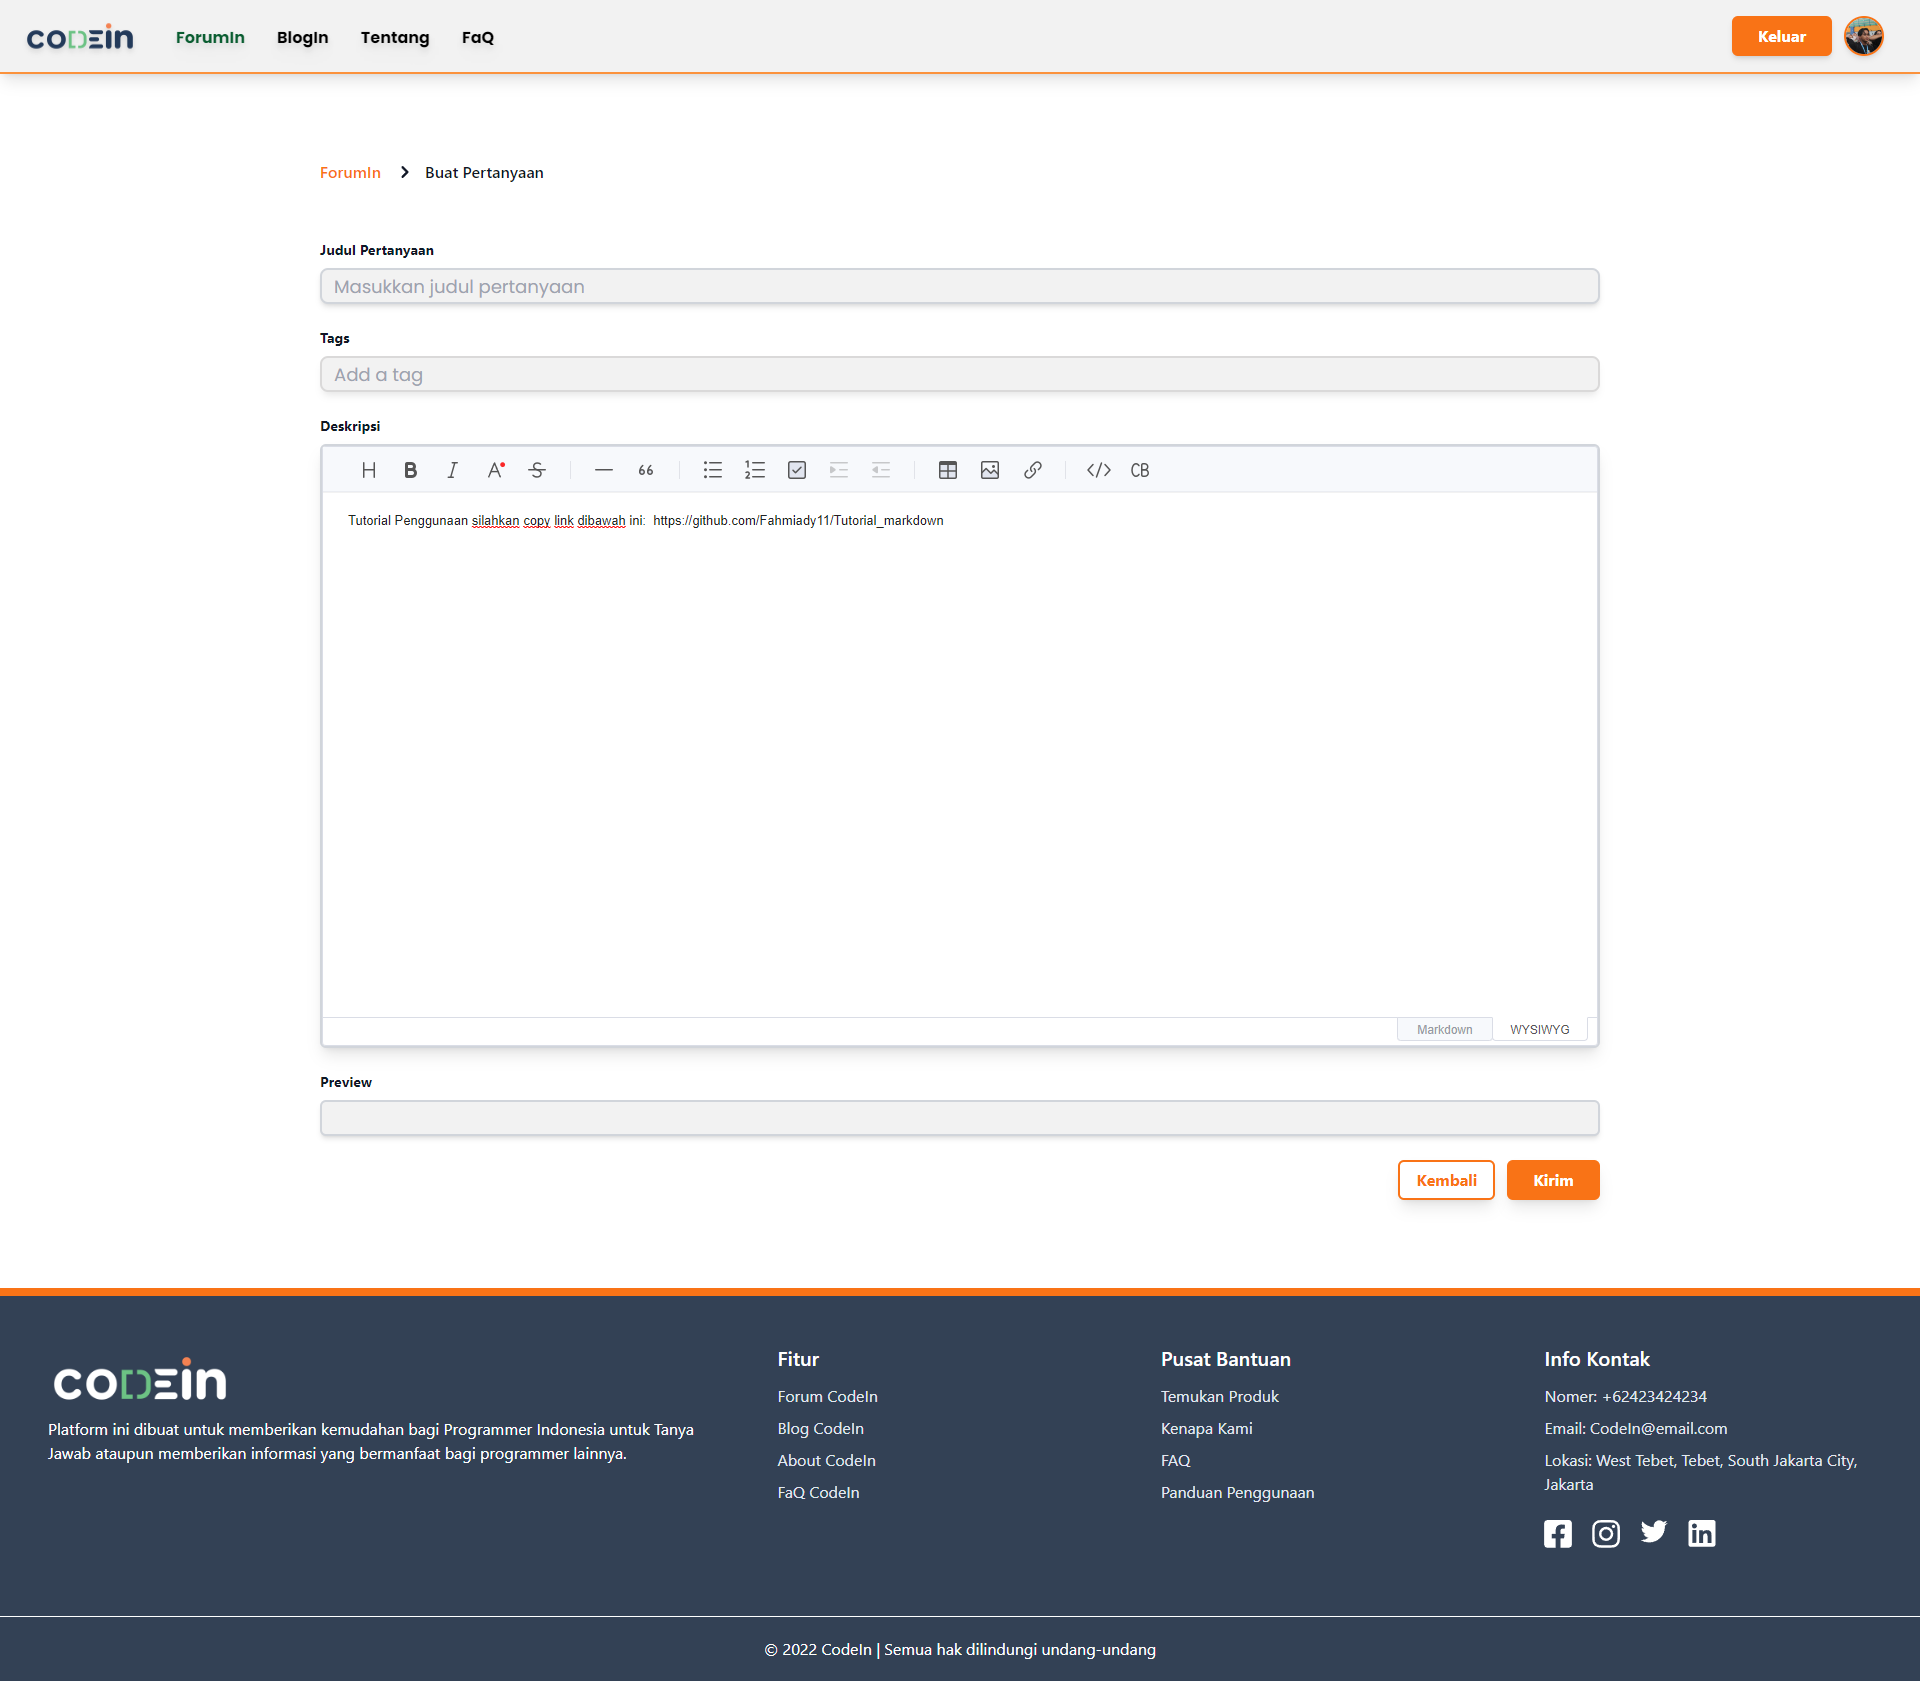 CODEIN
ForumIn
BlogIn
Tentang
FaQ
Keluar
ForumIn
Buat Pertanyaan
Judul Pertanyaan
Masukkan judul pertanyaan
Tags
Add a tag
Deskripsi
H B I A S 66 CB
Tutorial Penggunaan silahkan copy link dibawah ini: https://github.com/Fahmiady11/Tutorial_markdown
Markdown
WYSIWYG
Preview
Kembali
Kirim
CODEIN
Platform ini dibuat untuk memberikan kemudahan bagi Programmer Indonesia untuk Tanya
Jawab ataupun memberikan informasi yang bermanfaat bagi programmer lainnya.
Fitur
Forum CodeIn
Blog CodeIn
About CodeIn
FaQ CodeIn
Pusat Bantuan
Temukan Produk
Kenapa Kami
FAQ
Panduan Penggunaan
Info Kontak
Nomer: +62423424234
Email: CodeIn@email.com
Lokasi: West Tebet, Tebet, South Jakarta City,
Jakarta
© 2022 CodeIn | Semua hak dilindungi undang-undang